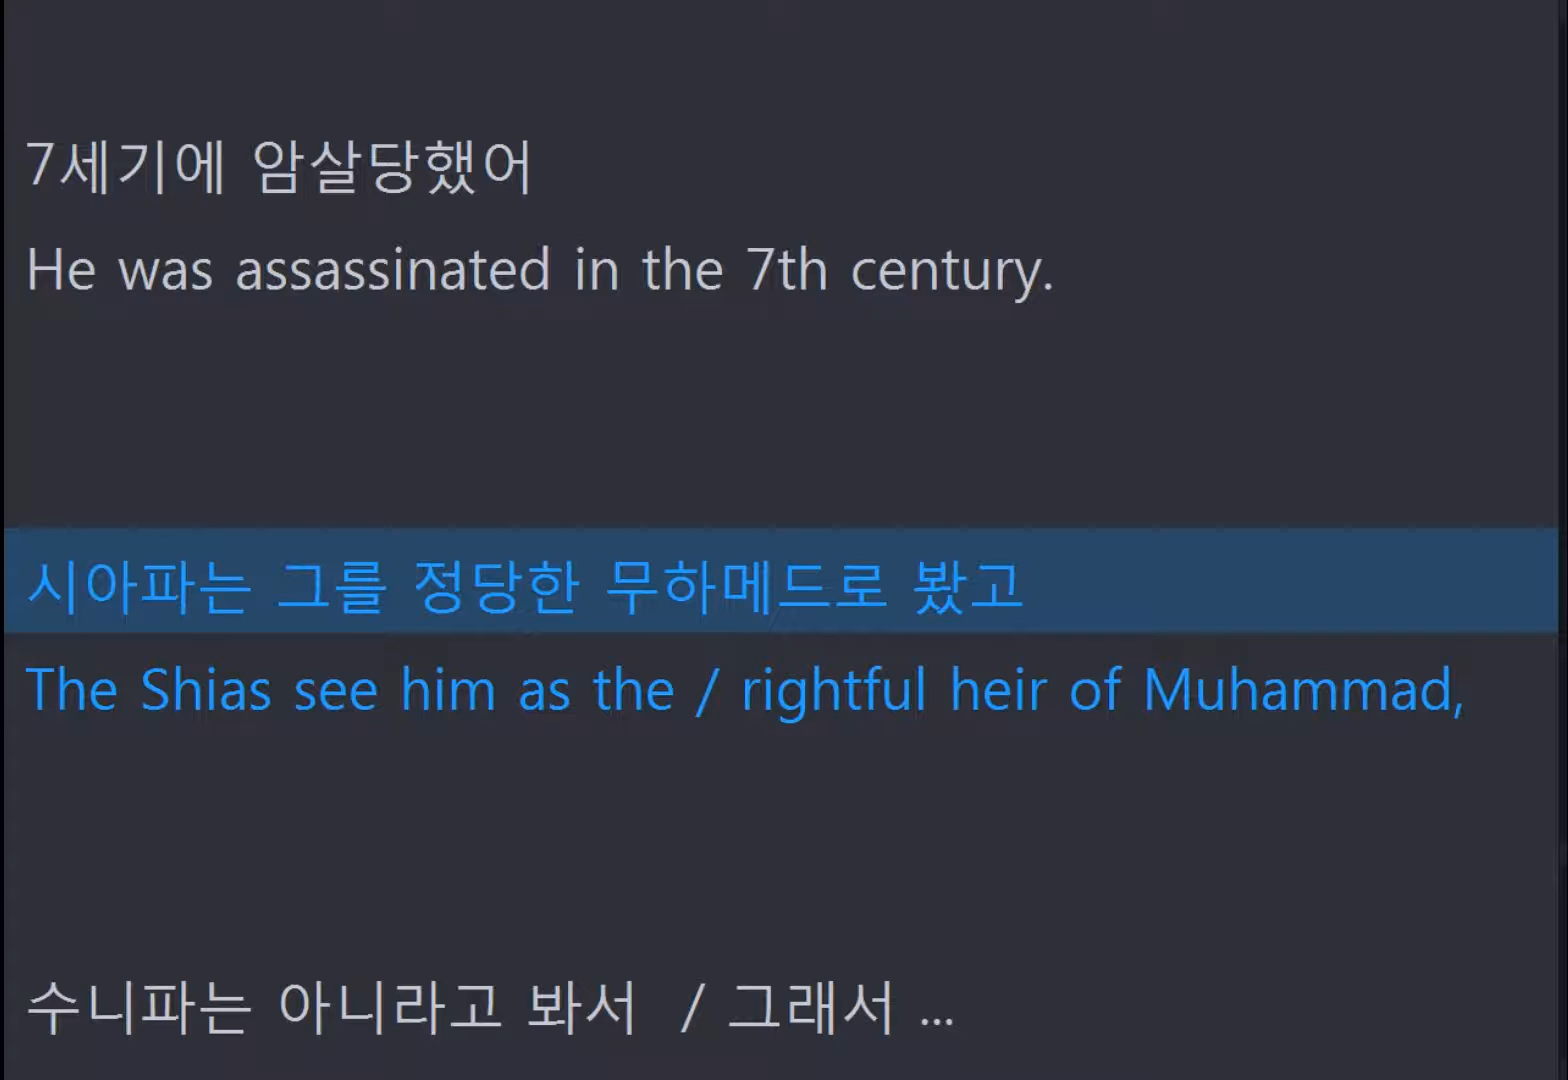 7세기에 암살당했어
He was assassinated in the 7th century.
시아파는 그를 정당한 무하메드로 봤고
The Shias see him as the / rightful heir of Muhammad,
수니파는 아니라고 봐서 / 그래서 ...